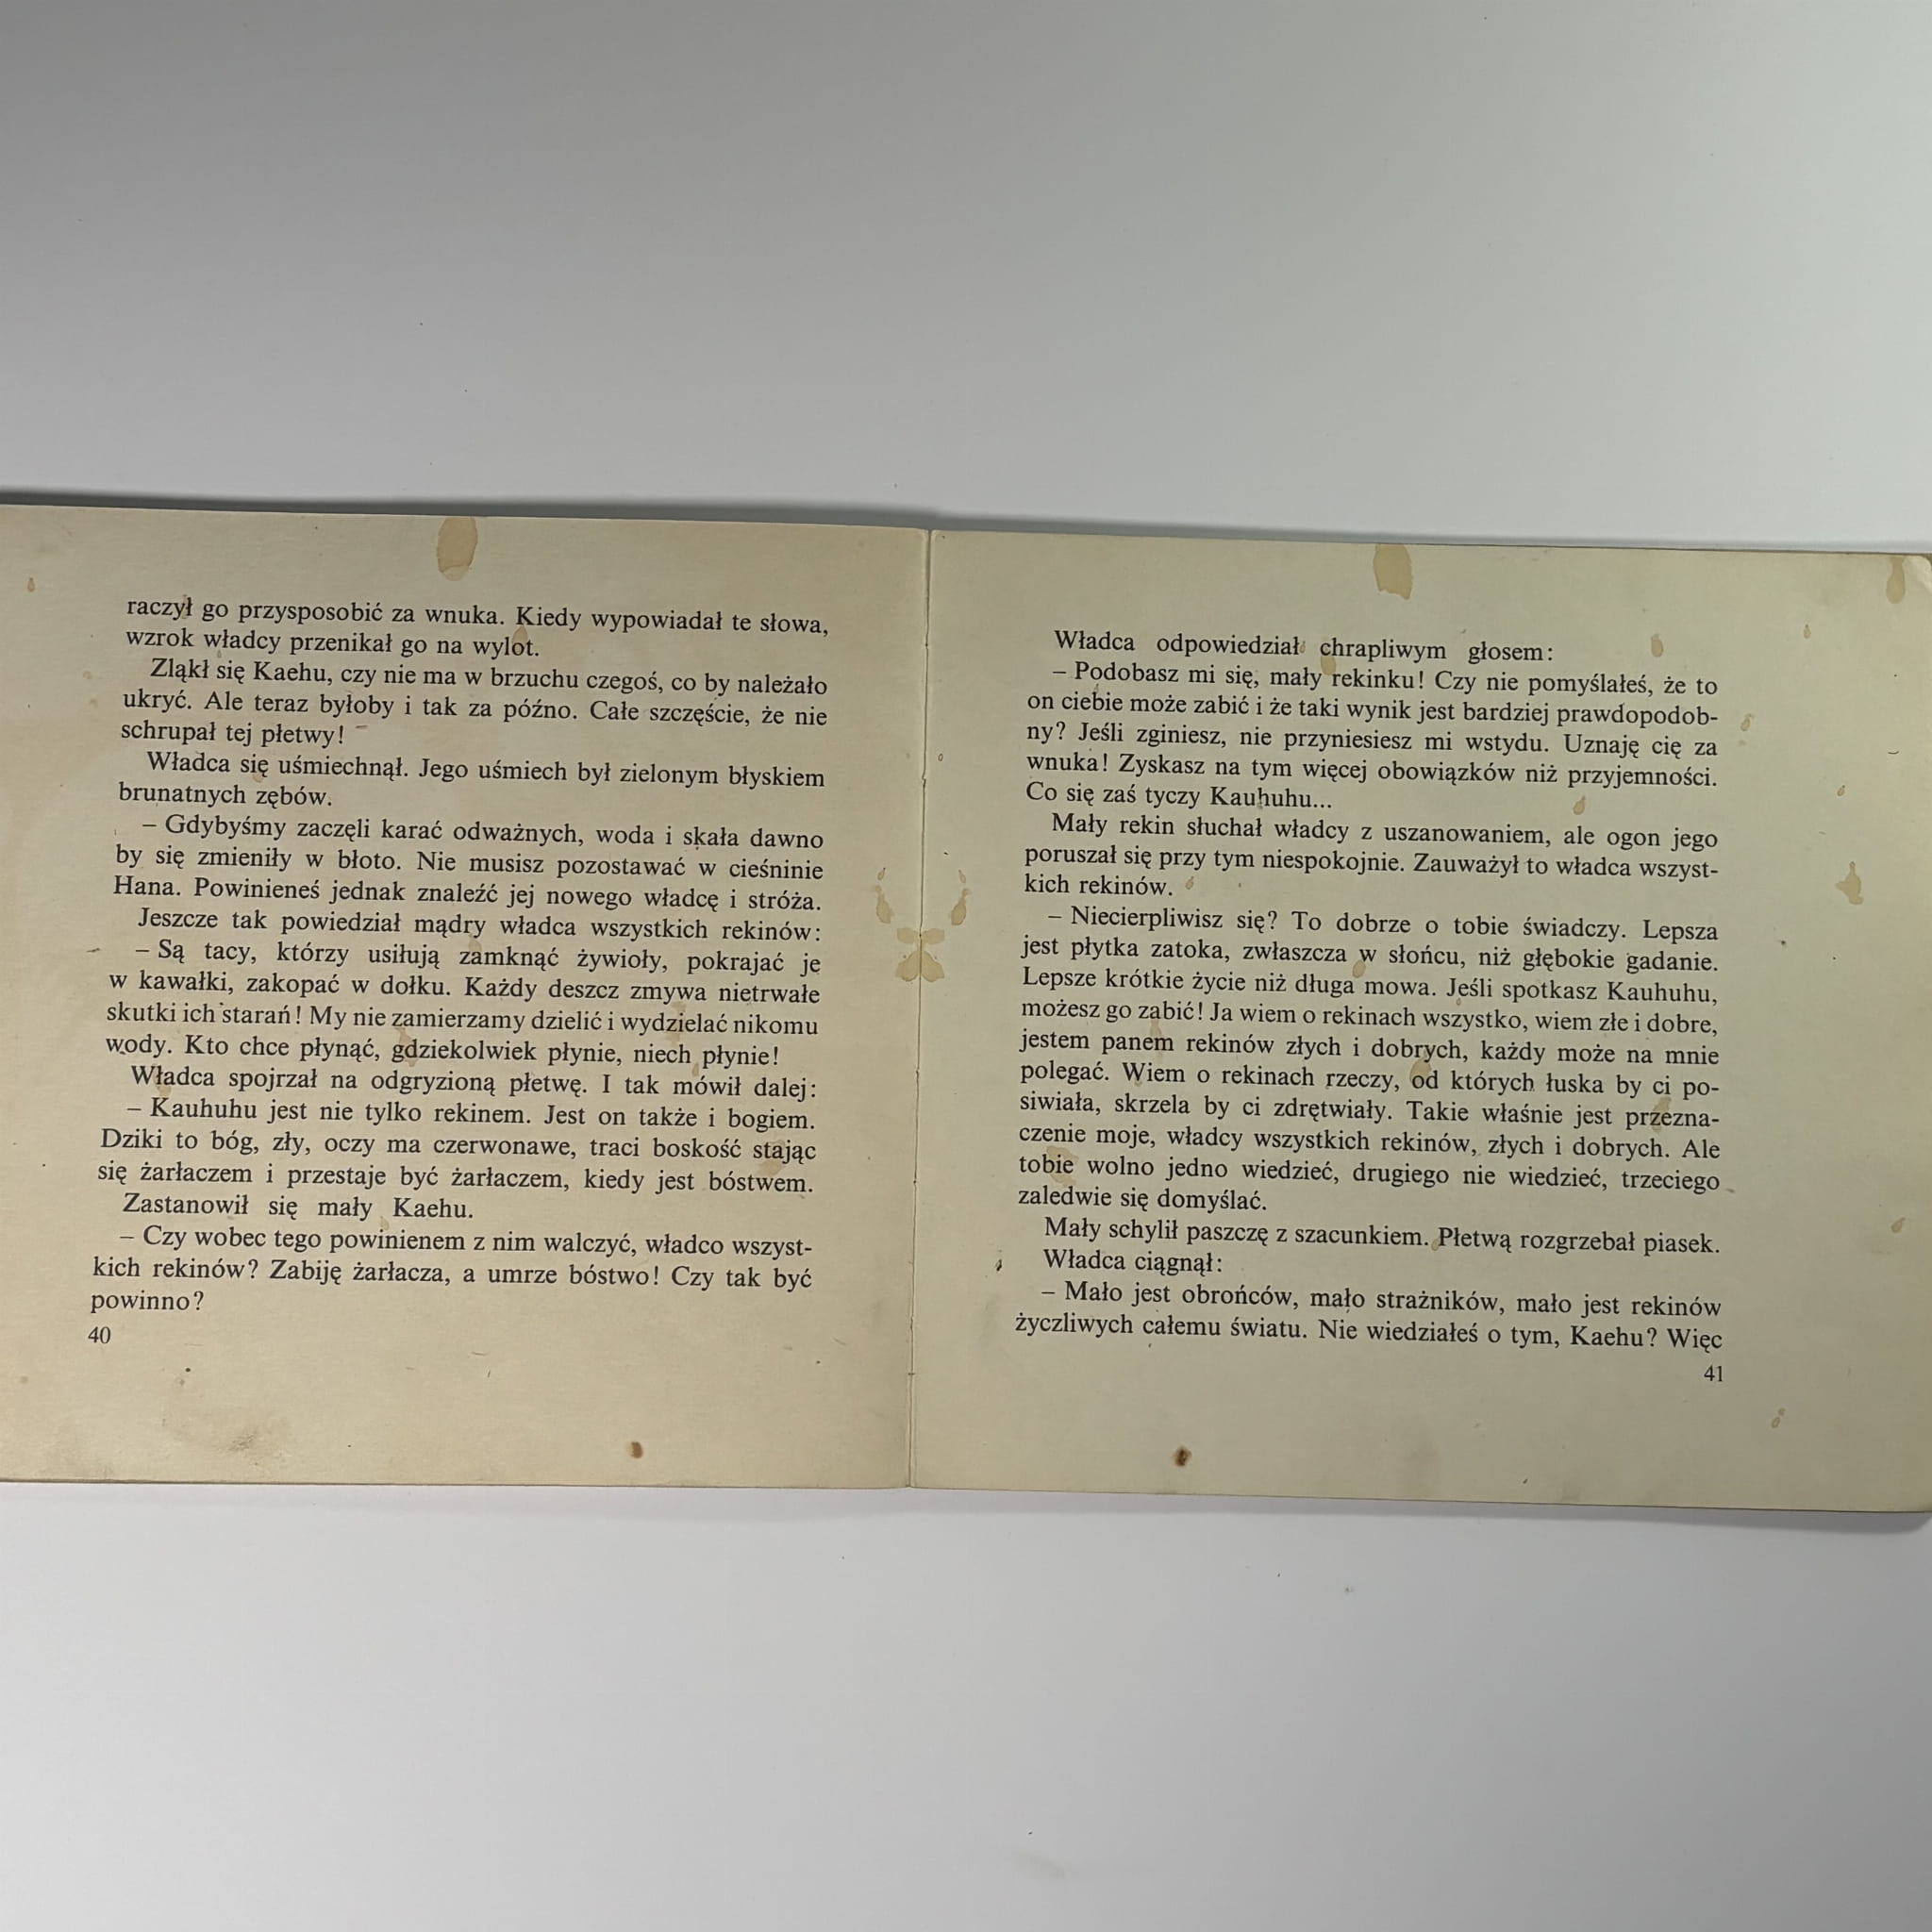 raczył go przysposobić za wnuka. Kiedy wypowiadał te słowa,
wzrok władcy przenikał go na wylot.
Zląkł się Kaehu, czy nie ma w brzuchu czegoś, co by należało
ukryć. Ale teraz byłoby i tak za późno. Całe szczęście, że nie
schrupał tej płetwy!
Władca się uśmiechnął. Jego uśmiech był zielonym błyskiem
brunatnych zębów.
– Gdybyśmy zaczęli karać odważnych, woda i skała dawno
by się zmieniły w błoto. Nie musisz pozostawać w cieśninie
Hana. Powinieneś jednak znaleźć jej nowego władcę i stróża.
Jeszcze tak powiedział mądry władca wszystkich rekinów:
– Są tacy, którzy usiłują zamknąć żywioły, pokrajać je
w kawałki, zakopać w dołku. Każdy deszcz zmywa nietrwałe
skutki ich starań! My nie zamierzamy dzielić i wydzielać nikomu
wody. Kto chce płynąć, gdziekolwiek płynie, niech płynie!
Władca spojrzał na odgryzioną płetwę. I tak mówił dalej:
– Kauhuhu jest nie tylko rekinem. Jest on także i bogiem.
Dziki to bóg, zły, oczy ma czerwonawe, traci boskość stając
się żarłaczem i przestaje być żarłaczem, kiedy jest bóstwem.
Zastanowił się mały Kaehu.
– Czy wobec tego powinienem z nim walczyć, władco wszyst-
kich rekinów? Zabiję żarłacza, a umrze bóstwo! Czy tak być
powinno?
40
Władca odpowiedział chrapliwym głosem:
– Podobasz mi się, mały rekinku! Czy nie pomyślałeś, że to
on ciebie może zabić i że taki wynik jest bardziej prawdopodob-
ny? Jeśli zginiesz, nie przyniesiesz mi wstydu. Uznaję cię za
wnuka! Zyskasz na tym więcej obowiązków niż przyjemności.
Co się zaś tyczy Kauhuhu...
Mały rekin słuchał władcy z uszanowaniem, ale ogon jego
poruszał się przy tym niespokojnie. Zauważył to władca wszyst-
kich rekinów.
– Niecierpliwisz się? To dobrze o tobie świadczy. Lepsza
jest płytka zatoka, zwłaszcza w słońcu, niż głębokie gadanie.
Lepsze krótkie życie niż długa mowa. Jeśli spotkasz Kauhuhu,
możesz go zabić! Ja wiem o rekinach wszystko, wiem złe i dobre,
jestem panem rekinów złych i dobrych, każdy może na mnie
polegać. Wiem o rekinach rzeczy, od których łuska by ci po-
siwiała, skrzela by ci zdrętwiały. Takie właśnie jest przezna-
czenie moje, władcy wszystkich rekinów, złych i dobrych. Ale
tobie wolno jedno wiedzieć, drugiego nie wiedzieć, trzeciego
zaledwie się domyślać.
Mały schylił paszczę z szacunkiem. Płetwą rozgrzebał piasek.
Władca ciągnął:
– Mało jest obrońców, mało strażników, mało jest rekinów
życzliwych całemu światu. Nie wiedziałeś o tym, Kaehu? Więc
41